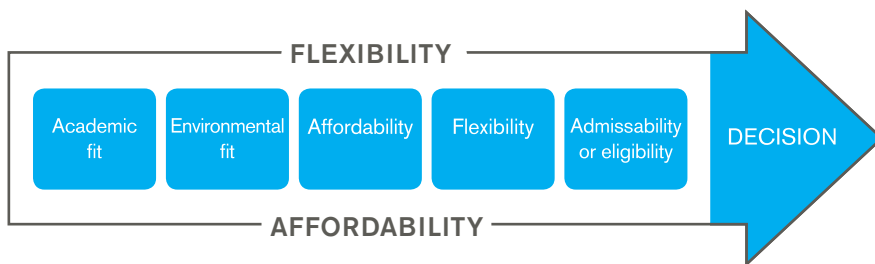 FLEXIBILITY
Academic
fit
Environmental
fit
Affordability
Flexibility
Admissability
or eligibility
DECISION
AFFORDABILITY